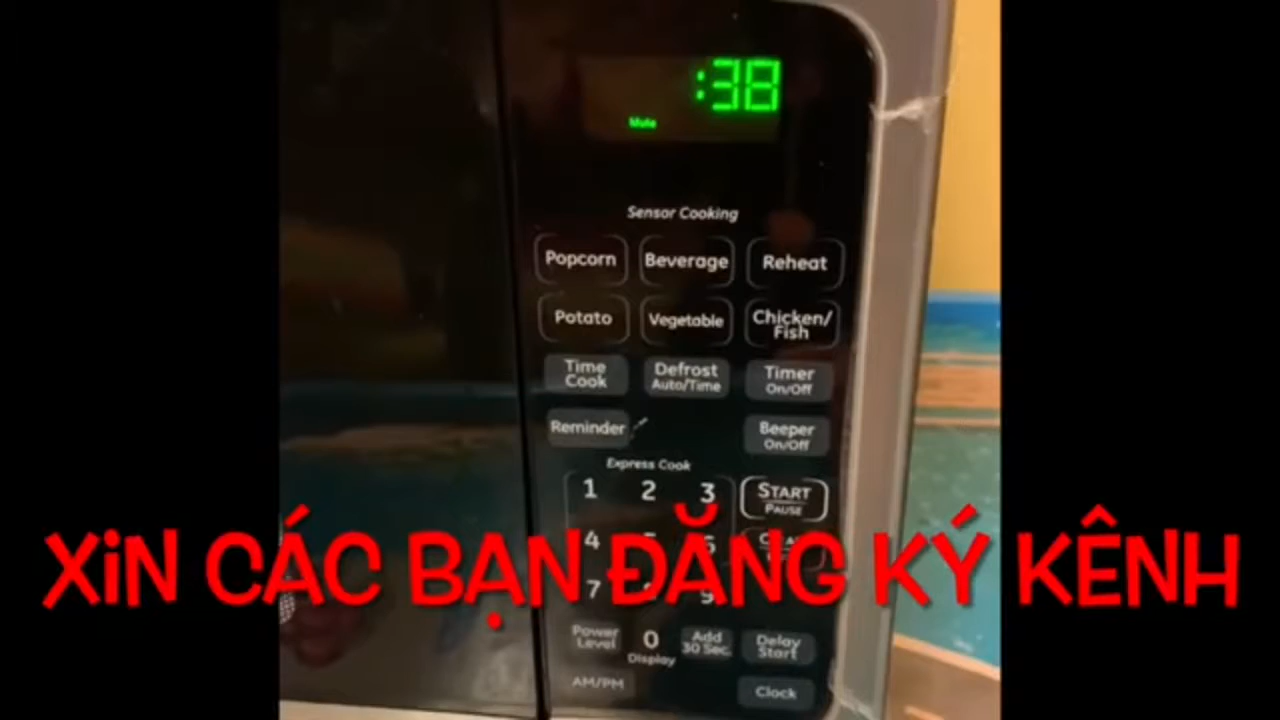 :38
Mute
Sensor Cooking
Popcorn Beverage Reheat
Potato Vegetable Chicken/
Fish
Time
Cook
Defrost
Auto/Time
Timer
On/Off
Reminder
Beeper
On/Off
Express Cook
1 2 3
START
PAUSE
4 6
XIN CÁC BẠN ĐĂNG KÝ KÊNH
7 9
Power
Level
0
Display
Add
30 Sec.
Delay
Start
AM/PM
Clock